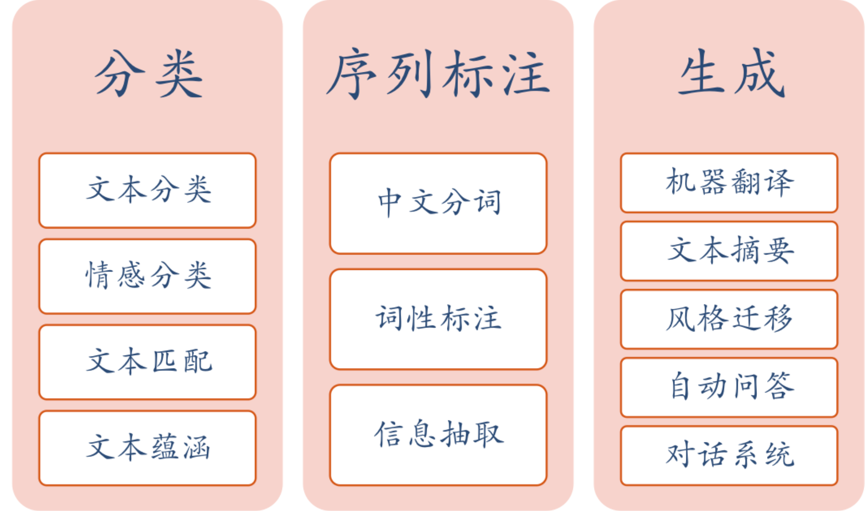 分类
文本分类
情感分类
文本匹配
文本蕴涵
序列标注
中文分词
词性标注
信息抽取
生成
机器翻译
文本摘要
风格迁移
自动问答
对话系统